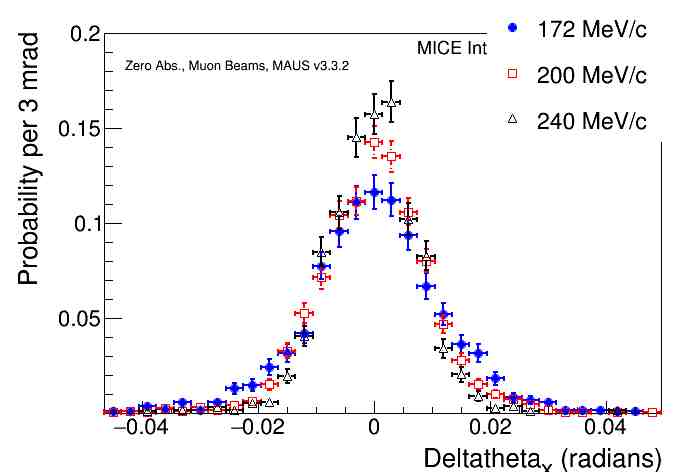 0.2
MICE Int
172 MeV/c
Zero Abs., Muon Beams, MAUS v3.3.2
200 MeV/c
240 MeV/c
Probability per 3 mrad
0.15
0.1
0.05
−0.04
−0.02
0
0.02
0.04
Deltatheta_x (radians)